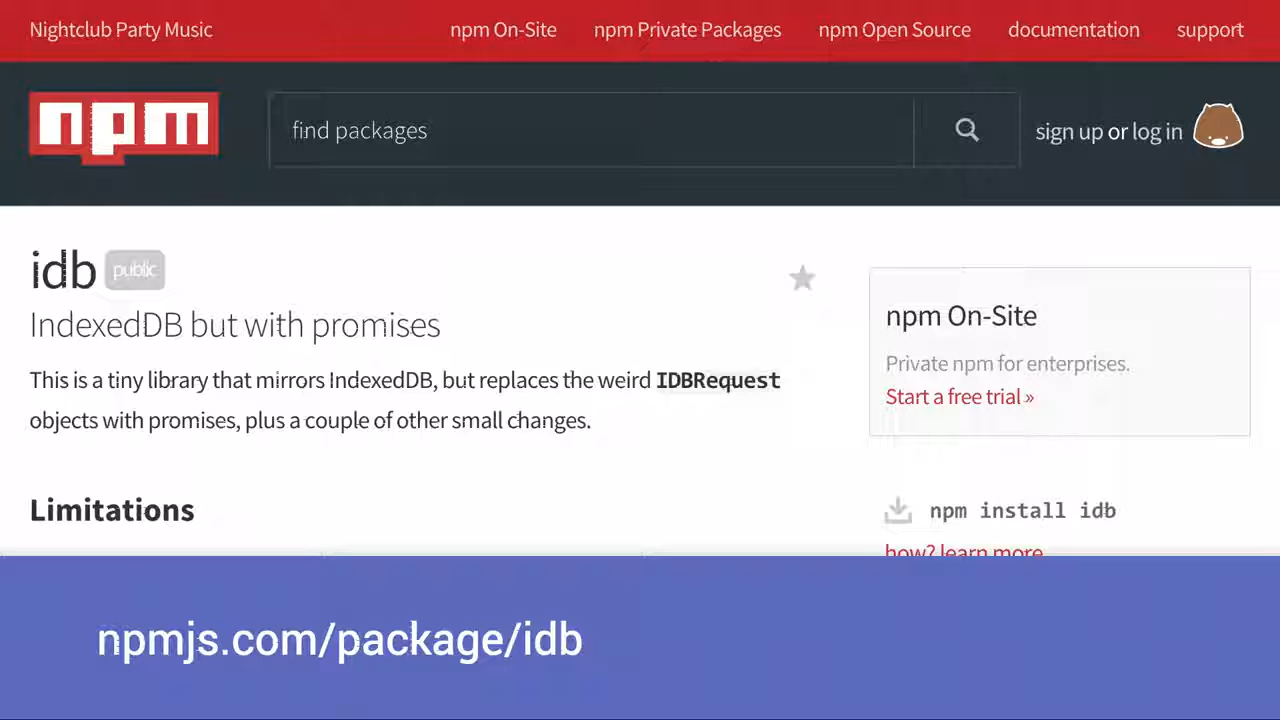 Nightclub Party Music
npm On-Site
npm Private Packages
npm Open Source
documentation
support
npm
find packages
sign up or log in
idb public
IndexedDB but with promises
This is a tiny library that mirrors IndexedDB, but replaces the weird IDBRequest
objects with promises, plus a couple of other small changes.
Limitations
npm On-Site
Private npm for enterprises.
Start a free trial »
npm install idb
how? learn more
npmjs.com/package/idb